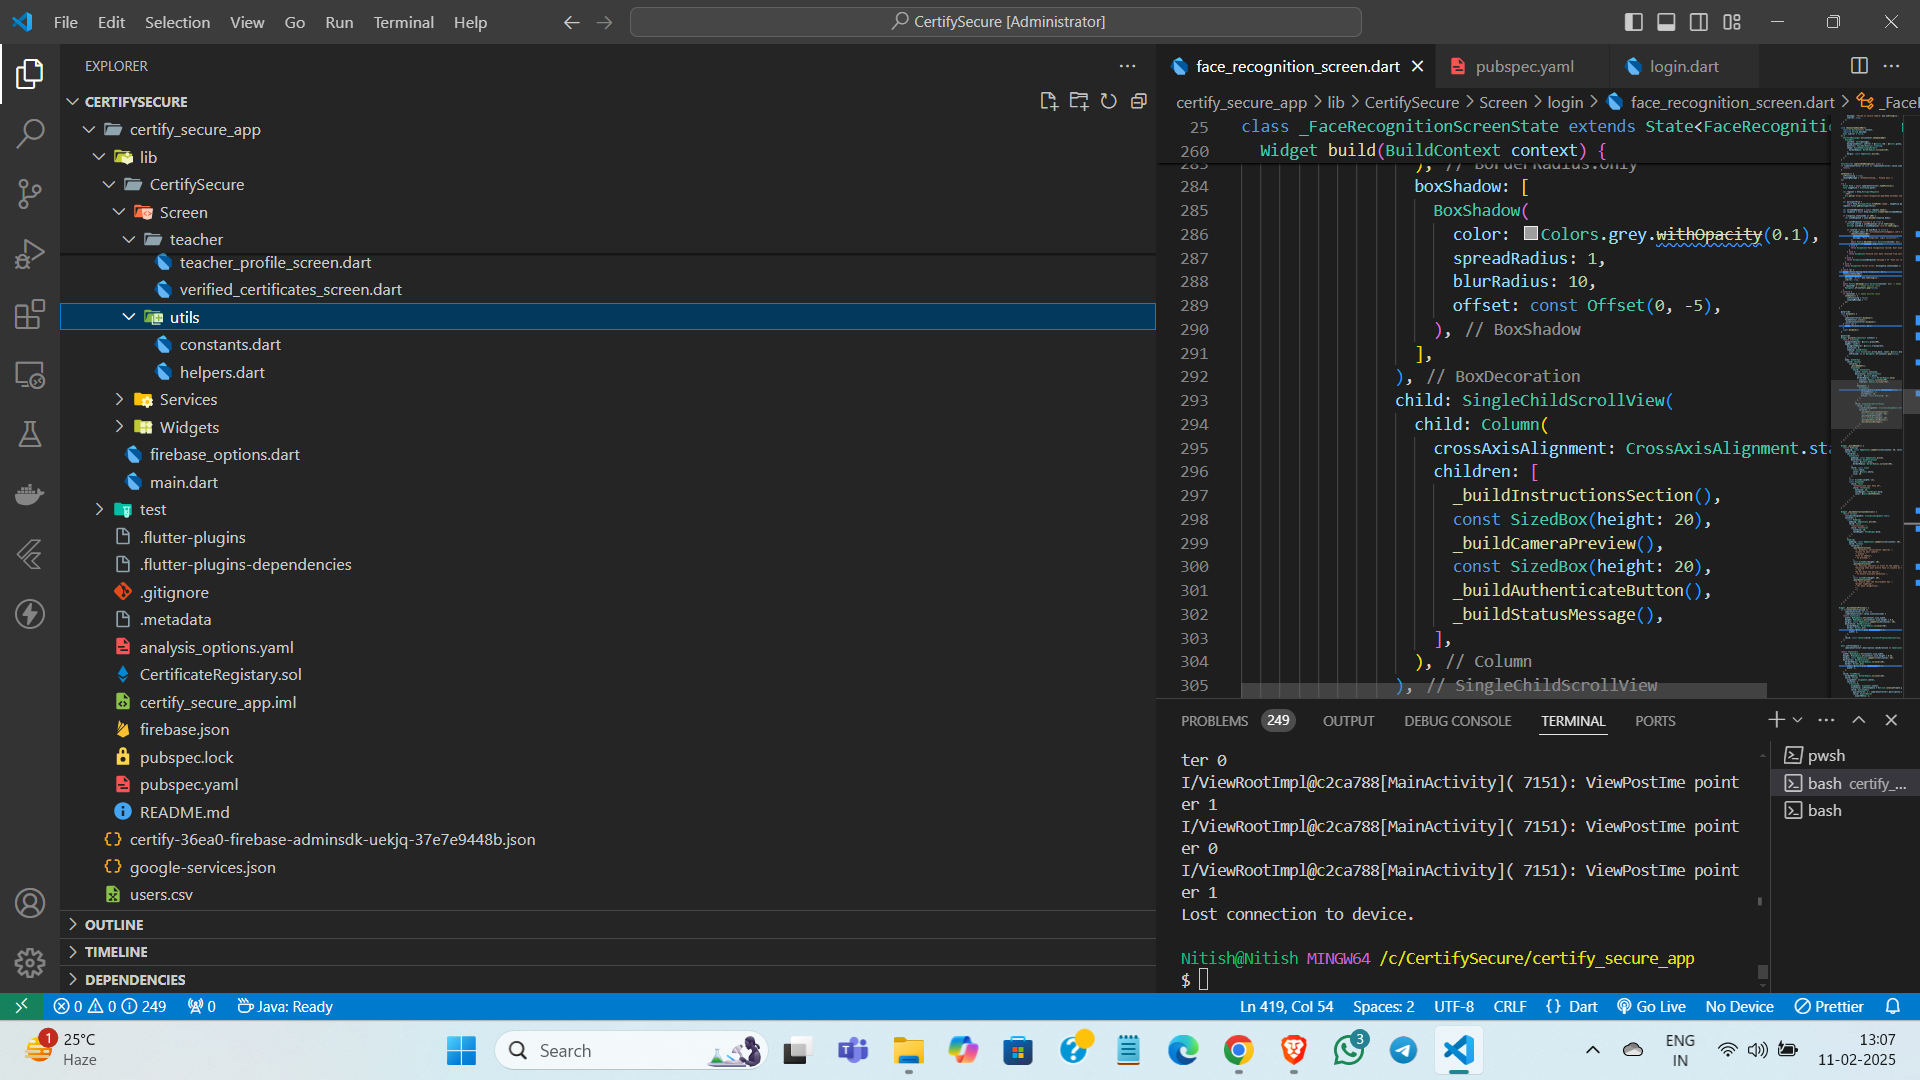 File Edit Selection View Go Run Terminal Help
CertifySecure [Administrator]
EXPLORER
CERTIFYSECURE
certify_secure_app
lib
CertifySecure
Screen
teacher
teacher_profile_screen.dart
verified_certificates_screen.dart
utils
constants.dart
helpers.dart
Services
Widgets
firebase_options.dart
main.dart
test
.flutter-plugins
.flutter-plugins-dependencies
.gitignore
.metadata
analysis_options.yaml
CertificateRegistary.sol
certify_secure_app.iml
firebase.json
pubspec.lock
pubspec.yaml
README.md
certify-36ea0-firebase-adminsdk-uekjq-37e7e9448b.json
google-services.json
users.csv
OUTLINE
TIMELINE
DEPENDENCIES
face_recognition_screen.dart pubspec.yaml login.dart
certify_secure_app > lib > CertifySecure > Screen > login > face_recognition_screen.dart > _FaceR
25 class _FaceRecognitionScreenState extends State<FaceRecogniti
260 Widget build(BuildContext context) {
283 ), // BorderRadius.only
284 boxShadow: [
285 BoxShadow(
286 color: Colors.grey.withOpacity(0.1),
287 spreadRadius: 1,
288 blurRadius: 10,
289 offset: const Offset(0, -5),
290 ), // BoxShadow
291 ],
292 ), // BoxDecoration
293 child: SingleChildScrollView(
294 child: Column(
295 crossAxisAlignment: CrossAxisAlignment.sta
296 children: [
297 _buildInstructionsSection(),
298 const SizedBox(height: 20),
299 _buildCameraPreview(),
300 const SizedBox(height: 20),
301 _buildAuthenticateButton(),
302 _buildStatusMessage(),
303 ],
304 ), // Column
305 ), // SingleChildScrollView
PROBLEMS 249 OUTPUT DEBUG CONSOLE TERMINAL PORTS
ter 0
I/ViewRootImpl@c2ca788[MainActivity]( 7151): ViewPostIme point
er 1
I/ViewRootImpl@c2ca788[MainActivity]( 7151): ViewPostIme point
er 0
I/ViewRootImpl@c2ca788[MainActivity]( 7151): ViewPostIme point
er 1
Lost connection to device.
Nitish@Nitish MINGW64 /c/CertifySecure/certify_secure_app
$
pwsh
bash certify_...
bash
0 0 249 0 Java: Ready
Ln 419, Col 54 Spaces: 2 UTF-8 CRLF {} Dart Go Live No Device Prettier
1
25°C
Haze
Search
3
ENG
IN
13:07
11-02-2025